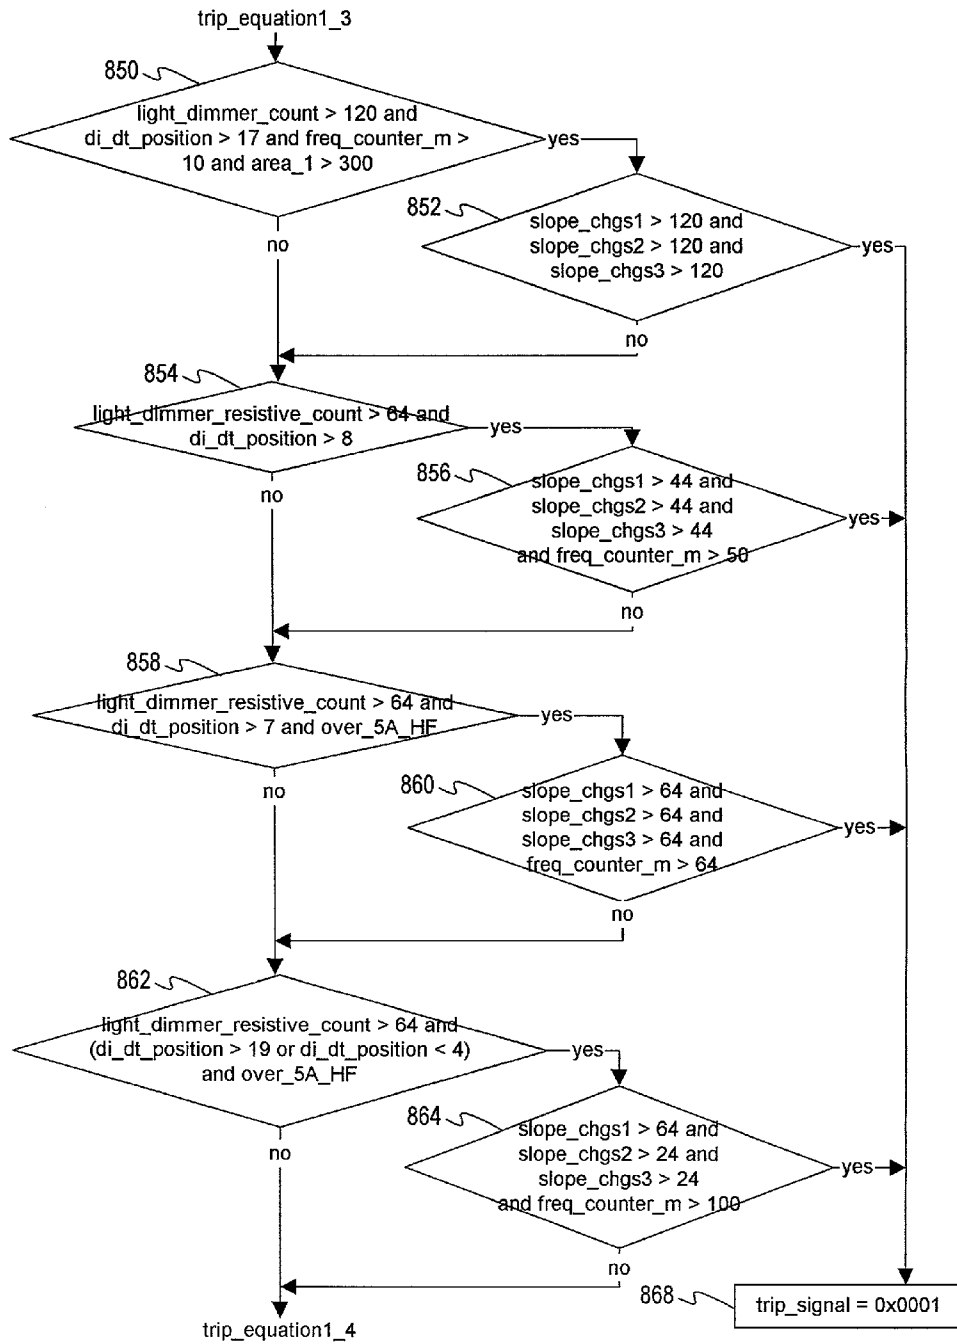 trip_equation1_3
850
light_dimmer_count > 120 and
di_dt_position > 17 and freq_counter_m >
10 and area_1 > 300
yes
no
852
slope_chgs1 > 120 and
slope_chgs2 > 120 and
slope_chgs3 > 120
yes
no
854
light_dimmer_resistive_count > 64 and
di_dt_position > 8
yes
no
856
slope_chgs1 > 44 and
slope_chgs2 > 44 and
slope_chgs3 > 44
and freq_counter_m > 50
yes
no
858
light_dimmer_resistive_count > 64 and
di_dt_position > 7 and over_5A_HF
yes
no
860
slope_chgs1 > 64 and
slope_chgs2 > 64 and
slope_chgs3 > 64 and
freq_counter_m > 64
yes
no
862
light_dimmer_resistive_count > 64 and
(di_dt_position > 19 or di_dt_position < 4)
and over_5A_HF
yes
no
864
slope_chgs1 > 64 and
slope_chgs2 > 24 and
slope_chgs3 > 24
and freq_counter_m > 100
yes
no
868
trip_signal = 0x0001
trip_equation1_4